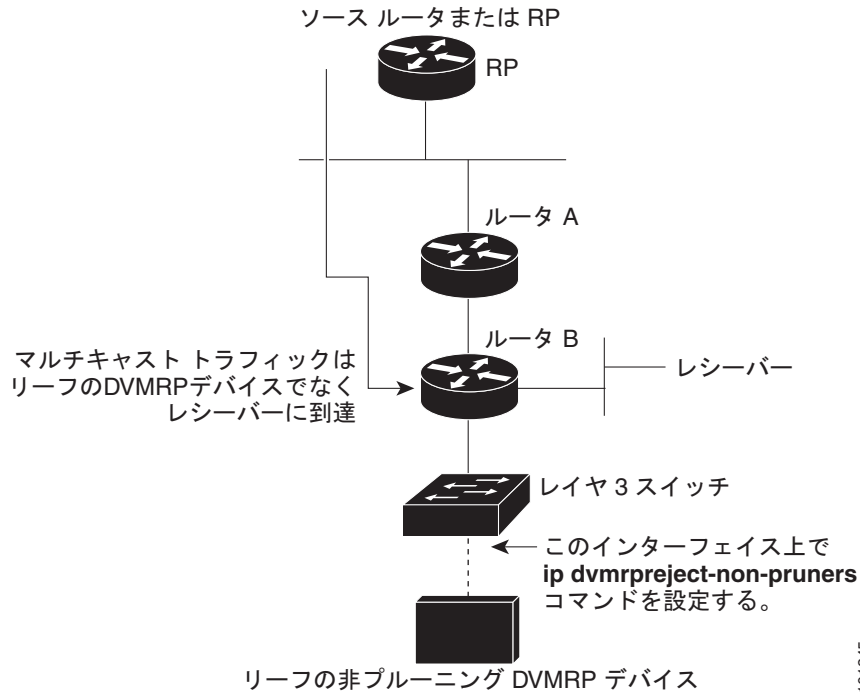 ソース ルータまたは RP
RP
ルータ A
ルータ B
マルチキャスト トラフィックは
リーフのDVMRPデバイスでなく
レシーバーに到達
レシーバー
レイヤ 3 スイッチ
このインターフェイス上で
ip dvmrpreject-non-pruners
コマンドを設定する。
リーフの非プルーニング DVMRP デバイス